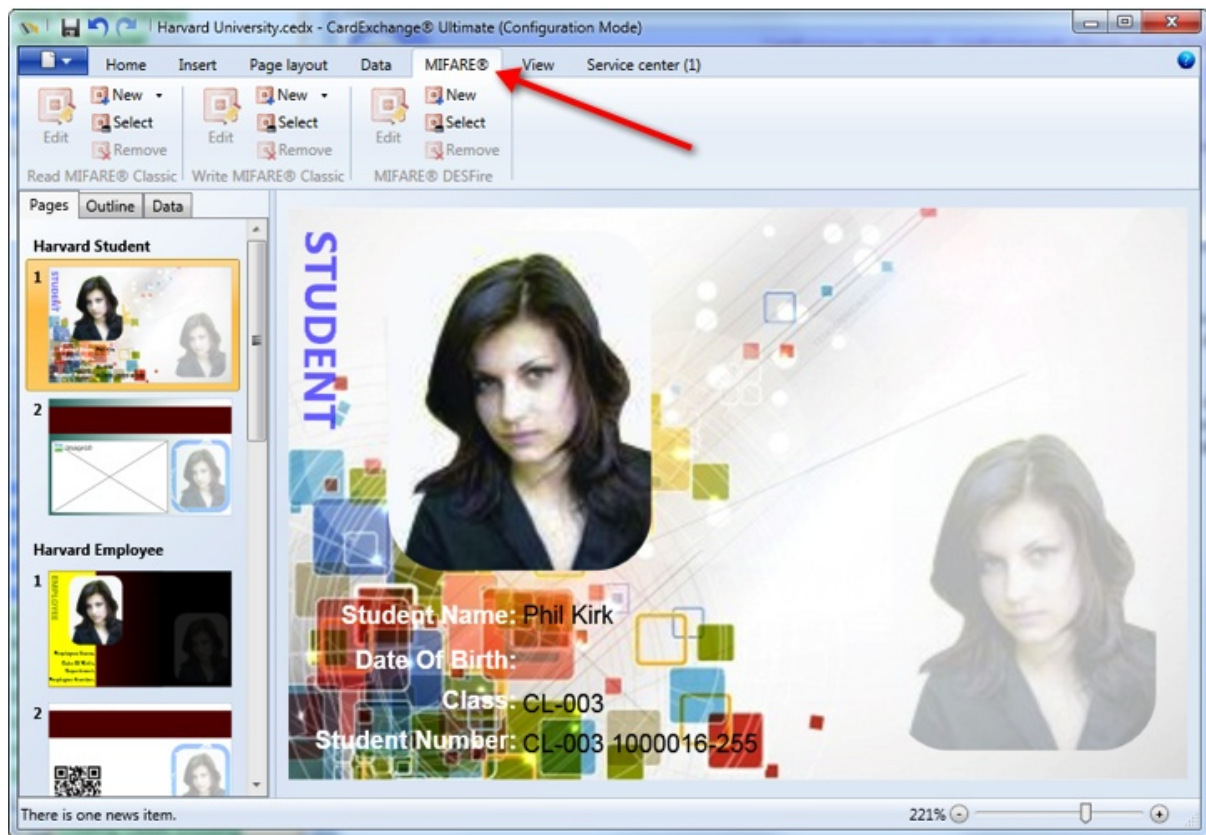 Harvard University.cedx - CardExchange® Ultimate (Configuration Mode)
Home Insert Page layout Data MIFARE® View Service center (1)
New New New
Select Select Select
Edit Edit Edit
Remove Remove Remove
Read MIFARE® Classic Write MIFARE® Classic MIFARE® DESFire
Pages Outline Data
Harvard Student
1
STUDENT
2
Harvard Employee
1
EMPLOYEE
2
STUDENT
Student Name: Phil Kirk
Date Of Birth:
Class: CL-003
Student Number: CL-003 1000016-255
There is one news item.
221%